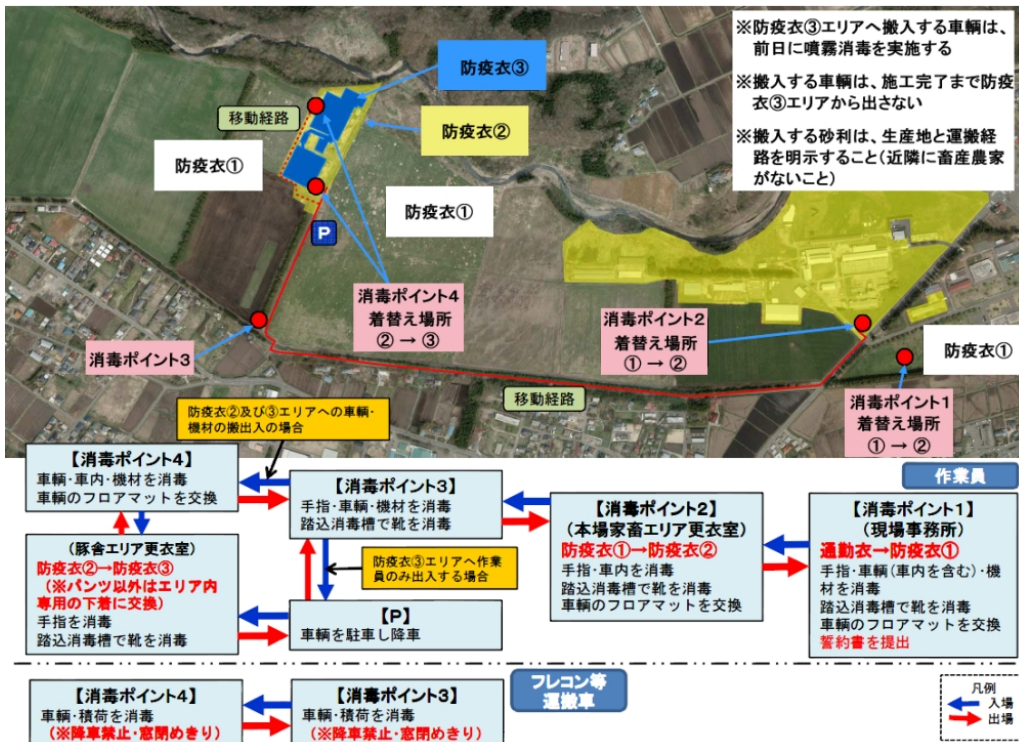 ※防疫衣③エリアへ搬入する車輌は、
前日に噴霧消毒を実施する
※搬入する車輌は、施工完了まで防疫
衣③エリアから出さない
※搬入する砂利は、生産地と運搬経
路を明示すること(近隣に畜産農家
がないこと)
防疫衣③
移動経路
防疫衣②
防疫衣①
防疫衣①
P
消毒ポイント4
着替え場所
② → ③
消毒ポイント3
消毒ポイント2
着替え場所
① → ②
防疫衣①
移動経路
消毒ポイント1
着替え場所
① → ②
防疫衣②及び③エリアへの車輌・
機材の搬出入の場合
作業員
【消毒ポイント4】
車輌・車内・機材を消毒
車輌のフロアマットを交換
【消毒ポイント3】
手指・車輌・機材を消毒
踏込消毒槽で靴を消毒
【消毒ポイント2】
(本場家畜エリア更衣室)
防疫衣①→防疫衣②
手指・車内を消毒
踏込消毒槽で靴を消毒
車輌のフロアマットを交換
【消毒ポイント1】
(現場事務所)
通勤衣→防疫衣①
手指・車輌(車内を含む)・機
材を消毒
踏込消毒槽で靴を消毒
車輌のフロアマットを交換
誓約書を提出
(豚舎エリア更衣室)
防疫衣②→防疫衣③
(※パンツ以外はエリア内
専用の下着に交換)
手指を消毒
踏込消毒槽で靴を消毒
防疫衣③エリアへ作業
員のみ出入する場合
【P】
車輌を駐車し降車
【消毒ポイント4】
車輌・積荷を消毒
(※降車禁止・窓閉めきり)
【消毒ポイント3】
車輌・積荷を消毒
(※降車禁止・窓閉めきり)
フレコン等
運搬車
凡例
入場
出場